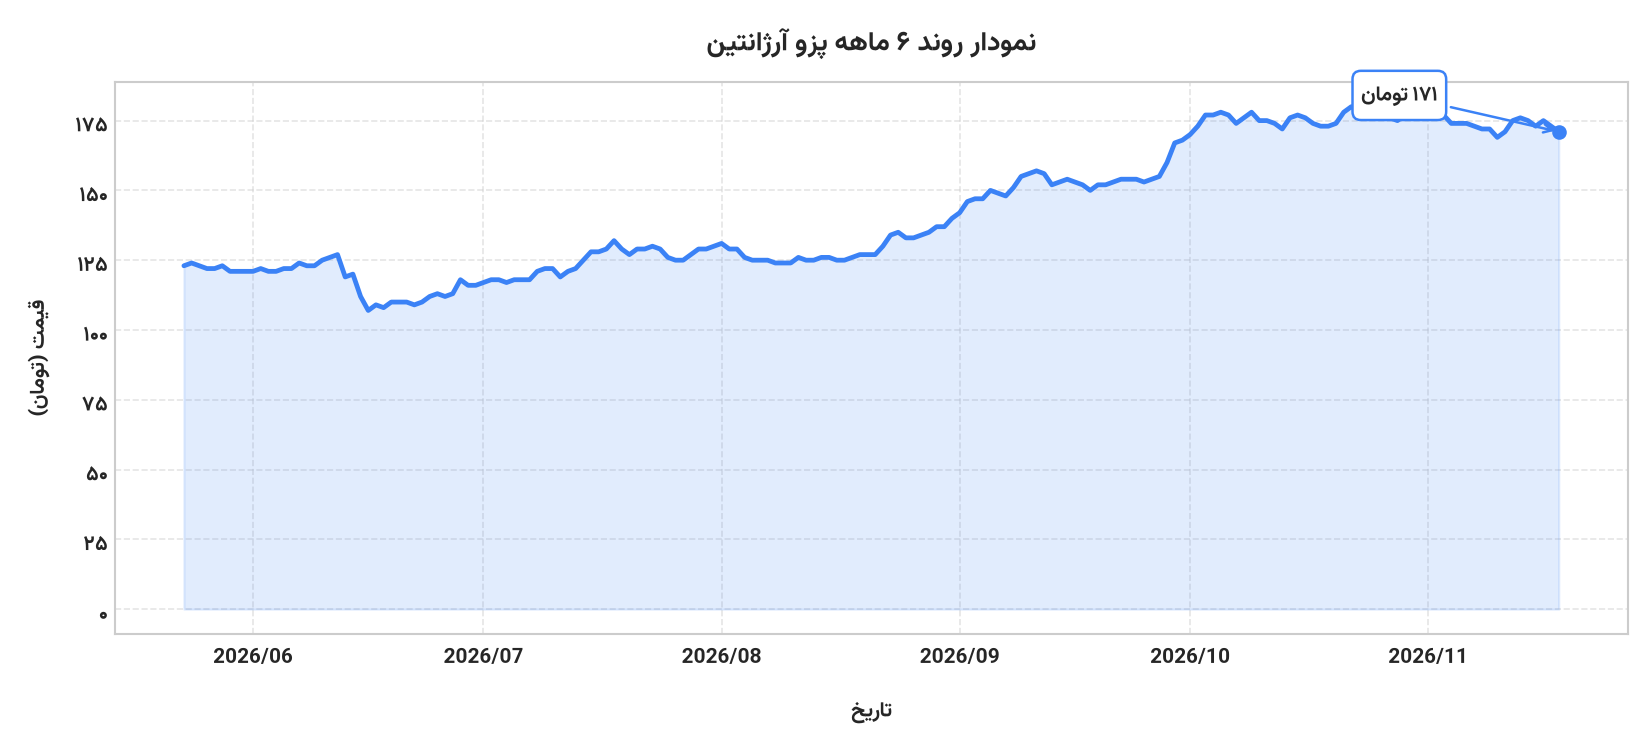 نمودار روند ۶ ماهه پزو آرژانتین
۱۷۱ تومان
۱۷۵
۱۵۰
۱۲۵
۱۰۰
۷۵
۵۰
۲۵
۰
قیمت (تومان)
2026/06 2026/07 2026/08 2026/09 2026/10 2026/11
تاریخ